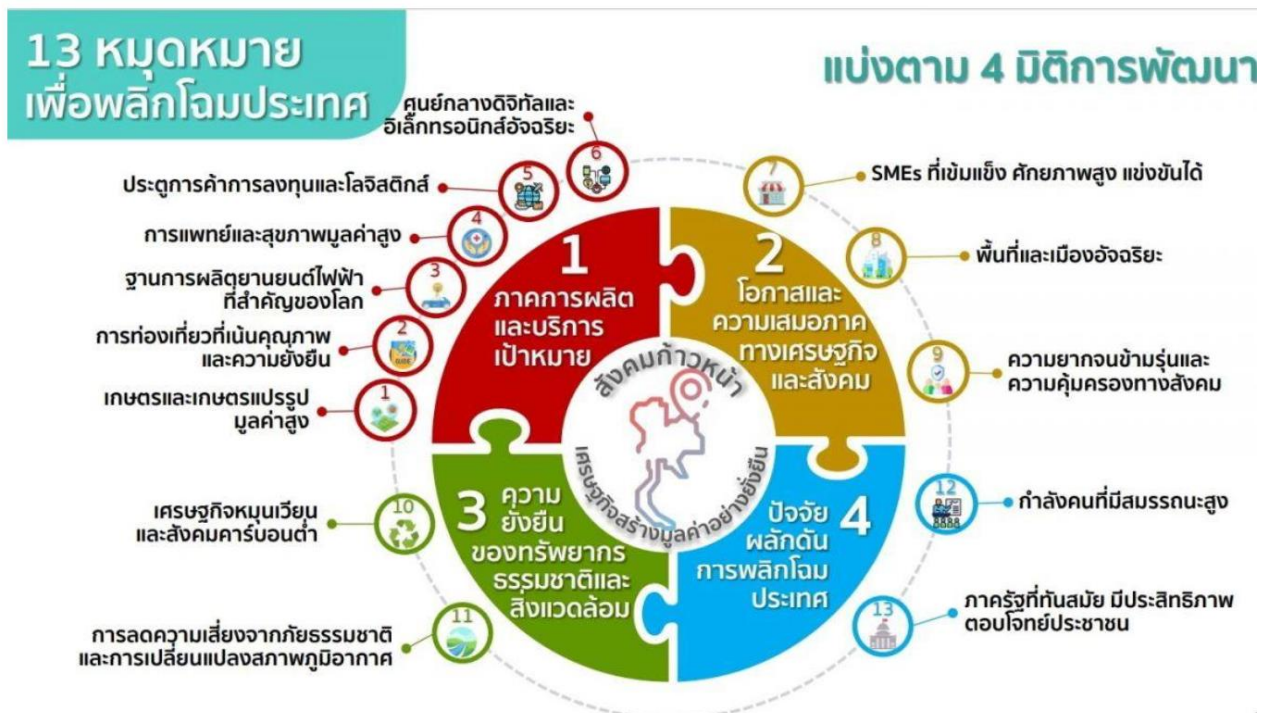 13 หมุดหมาย
เพื่อพลิกโฉมประเทศ
แบ่งตาม 4 มิติการพัฒนา
ศูนย์กลางดิจิทัลและ
อิเล็กทรอนิกส์อัจฉริยะ
6
ประตูการค้าการลงทุนและโลจิสติกส์
5
การแพทย์และสุขภาพมูลค่าสูง
4
ฐานการผลิตยานยนต์ไฟฟ้า
ที่สำคัญของโลก
3
การท่องเที่ยวที่เน้นคุณภาพ
และความยั่งยืน
2
เกษตรและเกษตรแปรรูป
มูลค่าสูง
1
1
ภาคการผลิต
และบริการ
เป้าหมาย
2
โอกาสและ
ความเสมอภาค
ทางเศรษฐกิจ
และสังคม
7
SMEs ที่เข้มแข็ง ศักยภาพสูง แข่งขันได้
8
พื้นที่และเมืองอัจฉริยะ
9
ความยากจนข้ามรุ่นและ
ความคุ้มครองทางสังคม
สังคมก้าวหน้า
เศรษฐกิจสร้างมูลค่าอย่างยั่งยืน
3
ความ
ยั่งยืน
ของทรัพยากร
ธรรมชาติและ
สิ่งแวดล้อม
เศรษฐกิจหมุนเวียน
และสังคมคาร์บอนต่ำ
10
การลดความเสี่ยงจากภัยธรรมชาติ
และการเปลี่ยนแปลงสภาพภูมิอากาศ
11
4
ปัจจัย
ผลักดัน
การพลิกโฉม
ประเทศ
12
กำลังคนที่มีสมรรถนะสูง
13
ภาครัฐที่ทันสมัย มีประสิทธิภาพ
ตอบโจทย์ประชาชน